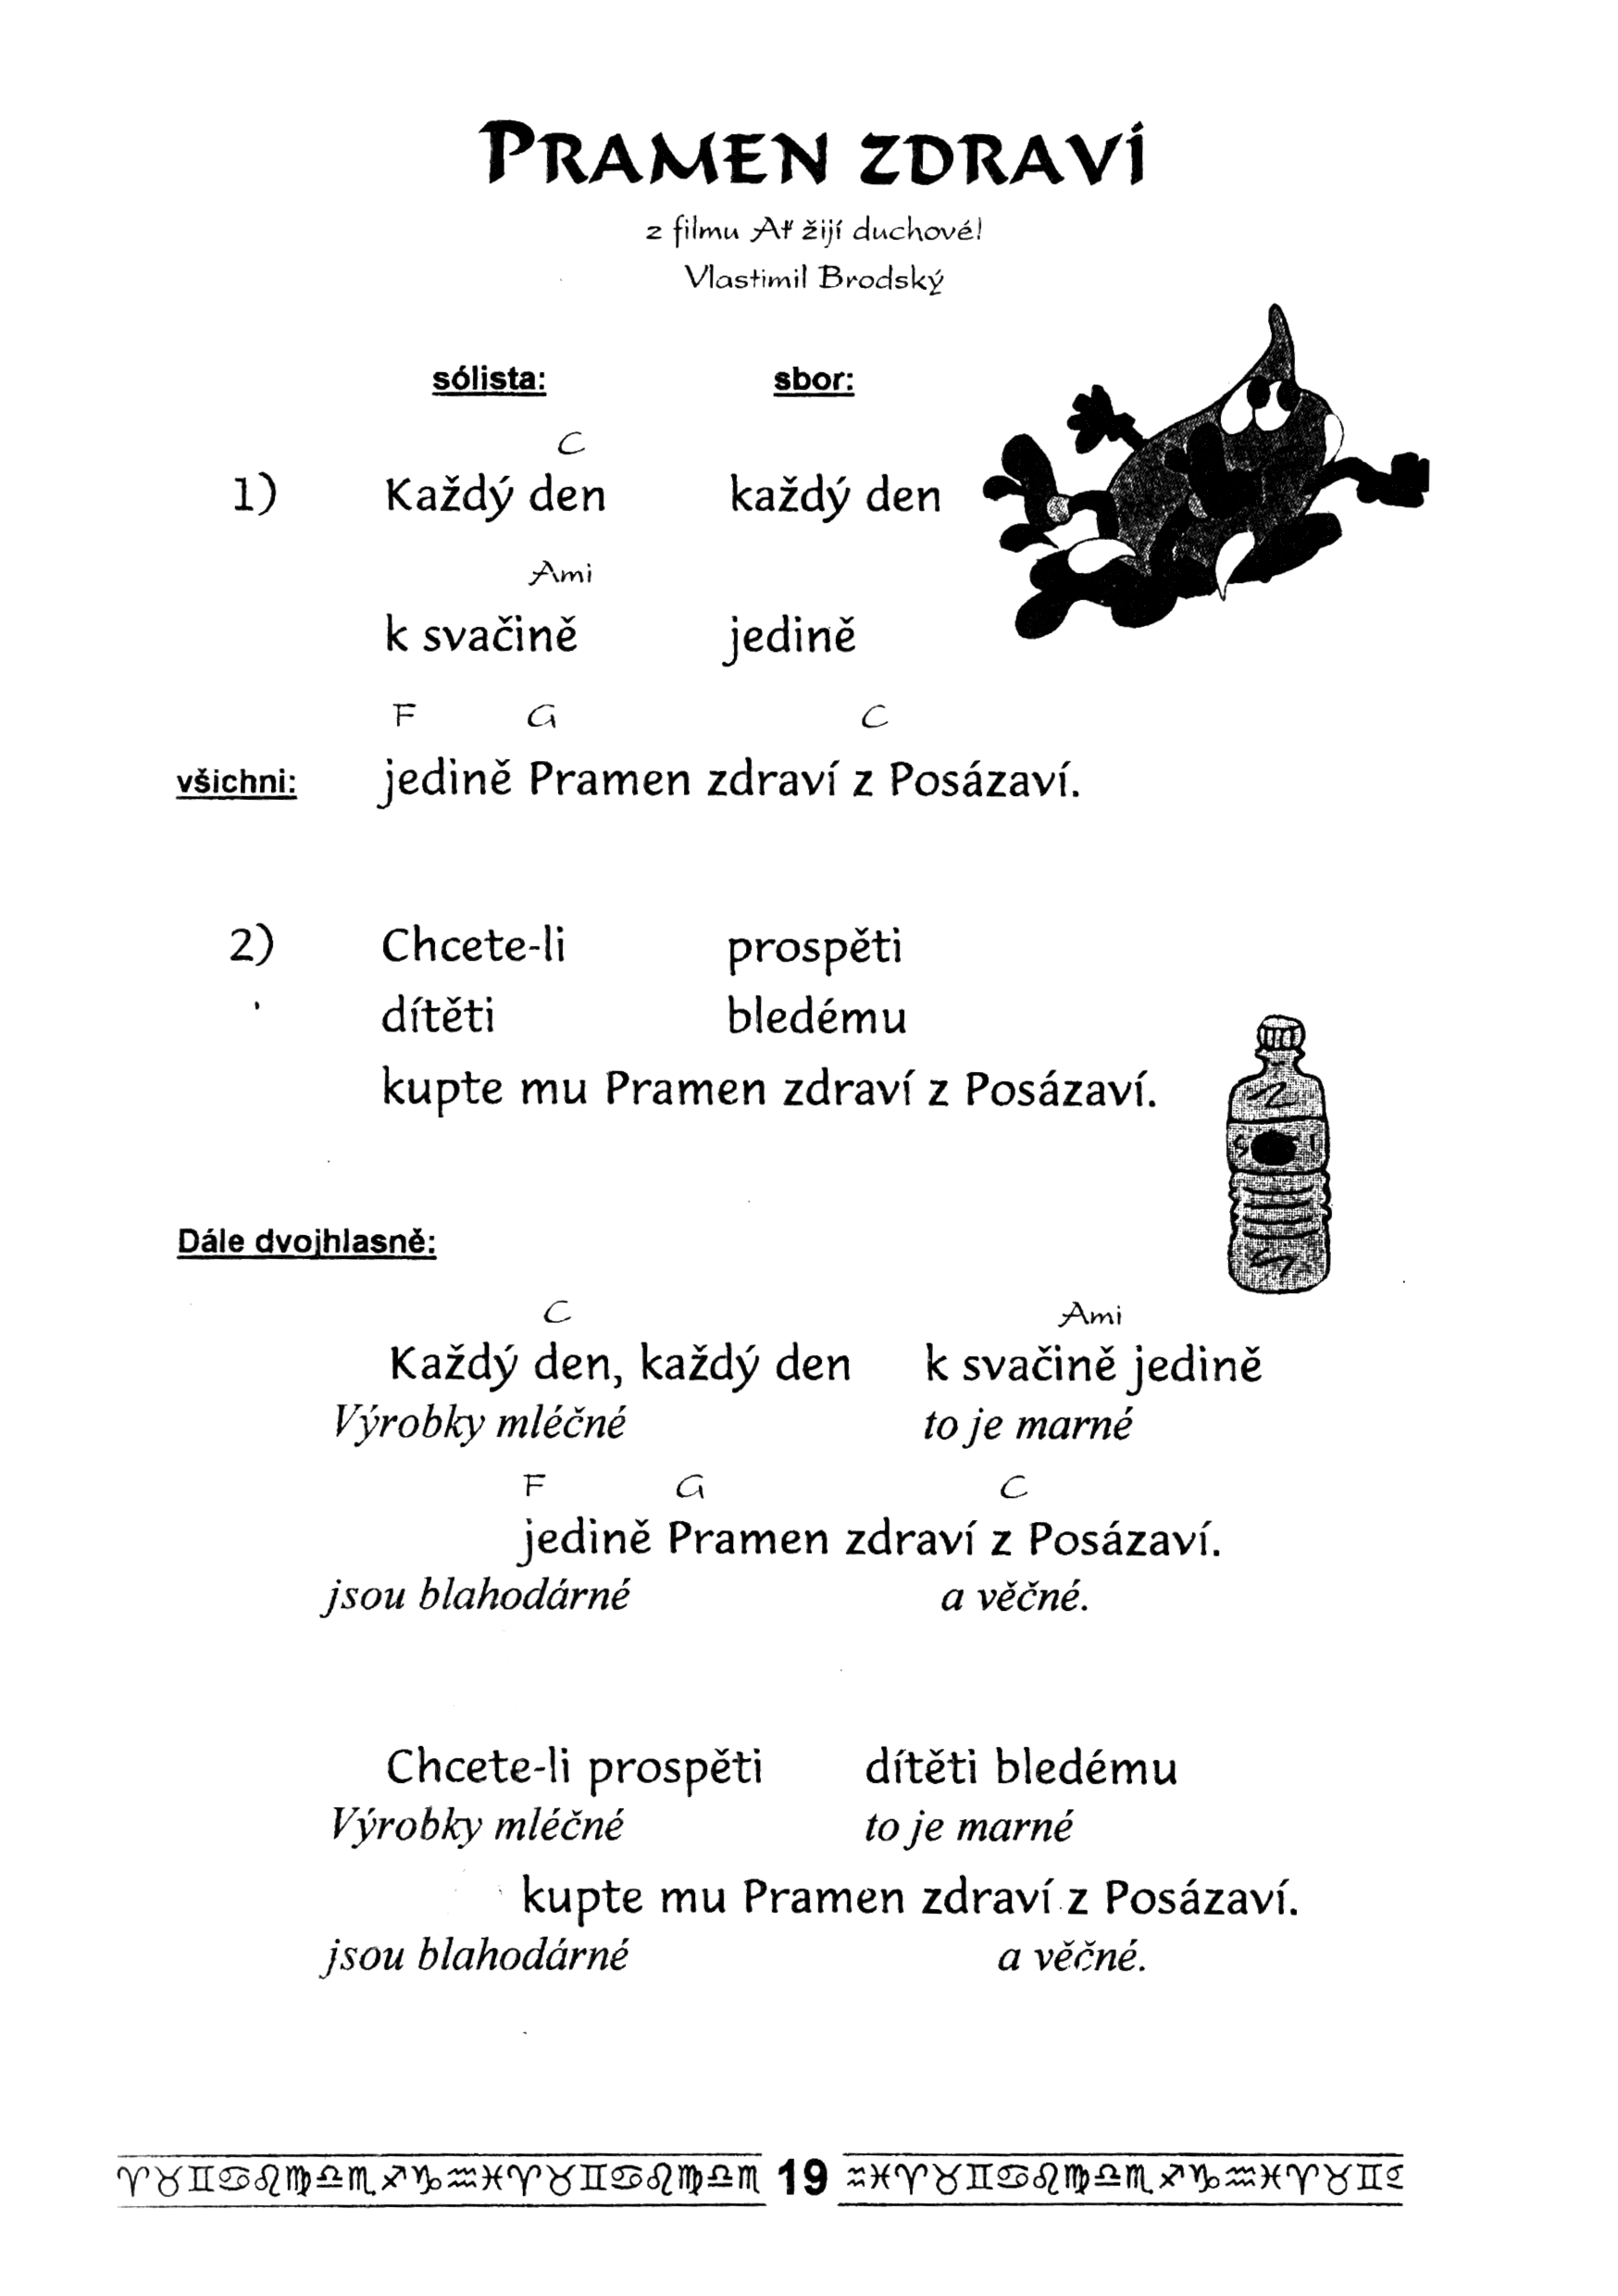 PRAMEN ZDRAVÍ
z filmu Ať žijí duchové!
Vlastimil Brodský
sólista: sbor:
C
1) Každý den každý den
Ami
k svačině jedině
F G C
všichni: jedině Pramen zdraví z Posázaví.
2) Chcete-li prospěti
dítěti bledému
kupte mu Pramen zdraví z Posázaví.
Dále dvojhlasně:
C Ami
Každý den, každý den k svačině jedině
Výrobky mléčné to je marné
F G C
jedině Pramen zdraví z Posázaví.
jsou blahodárné a věčné.
Chcete-li prospěti dítěti bledému
Výrobky mléčné to je marné
kupte mu Pramen zdraví z Posázaví.
jsou blahodárné a věčné.
♈♉♊♋♌♍♎♏♐♑♒♓♈♉♊♋♌♍♎♏ 19 ♒♓♈♉♊♋♌♍♎♏♐♑♒♓♈♉♊